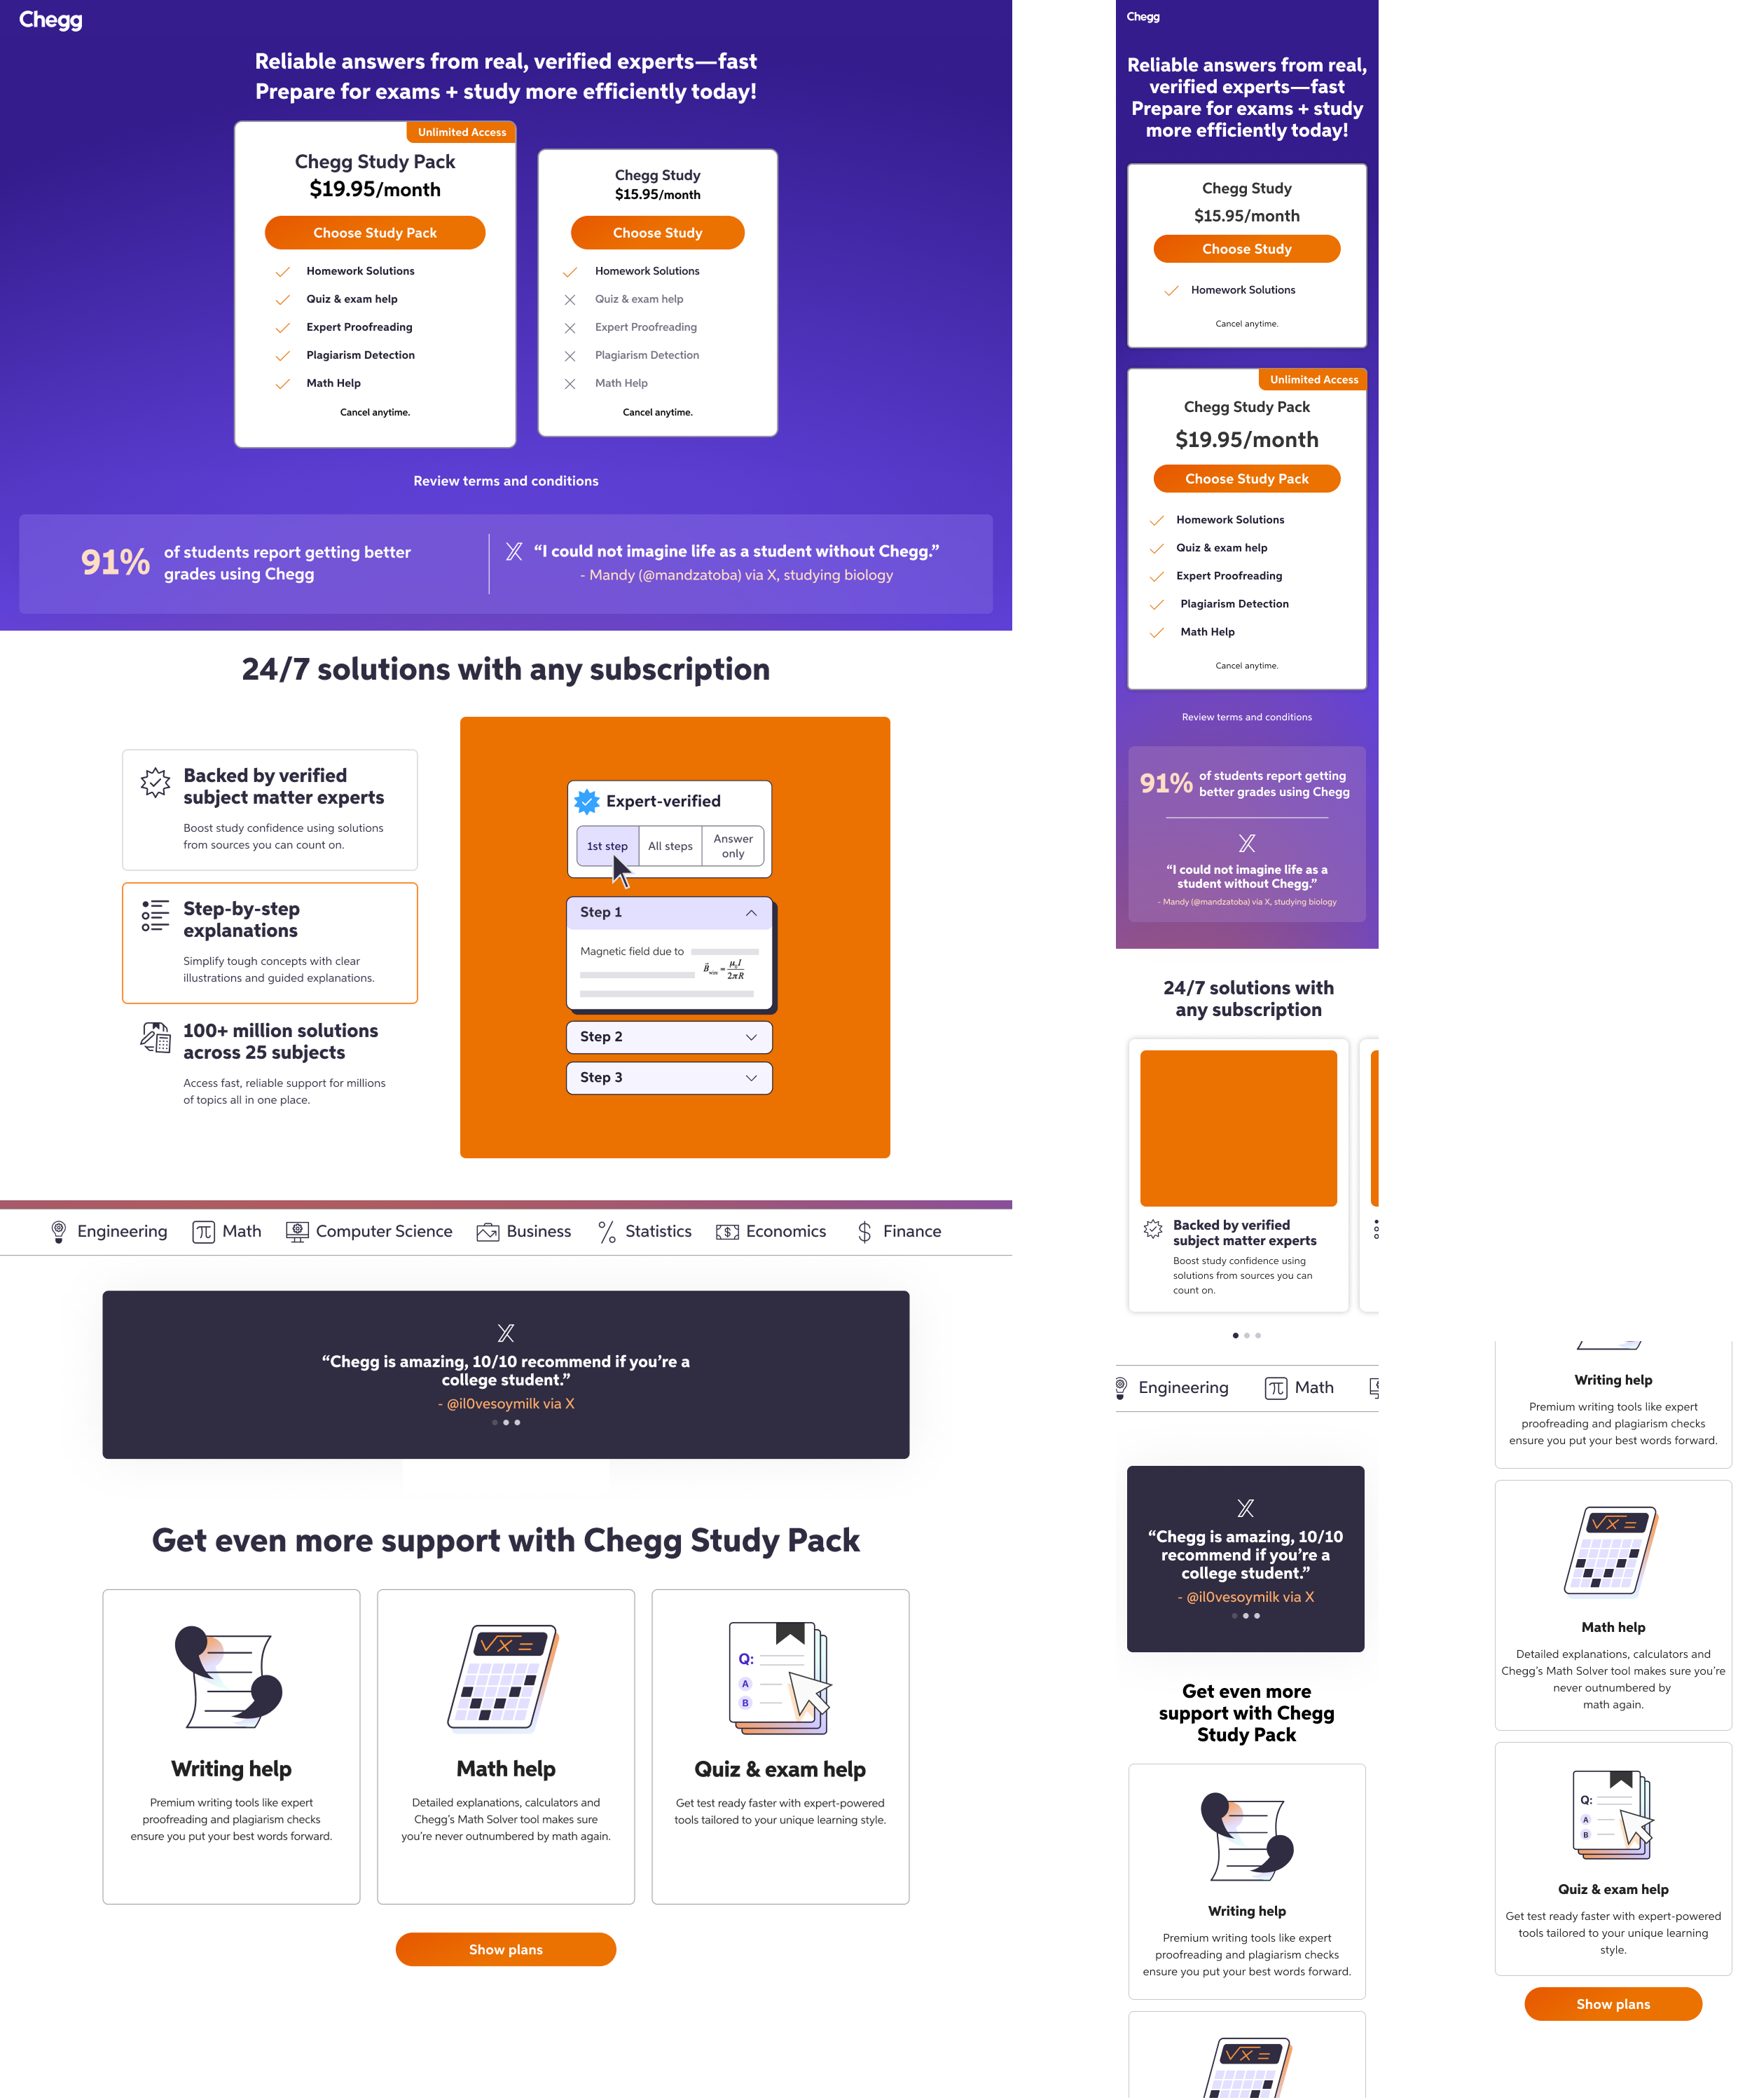 Chegg
Reliable answers from real, verified experts—fast
Prepare for exams + study more efficiently today!
Unlimited Access
Chegg Study Pack
$19.95/month
Choose Study Pack
Homework Solutions
Quiz & exam help
Expert Proofreading
Plagiarism Detection
Math Help
Cancel anytime.
Chegg Study
$15.95/month
Choose Study
Homework Solutions
Quiz & exam help
Expert Proofreading
Plagiarism Detection
Math Help
Cancel anytime.
Review terms and conditions
91%
of students report getting better
grades using Chegg
“I could not imagine life as a student without Chegg.”
- Mandy (@mandzatoba) via X, studying biology
24/7 solutions with any subscription
Backed by verified
subject matter experts
Boost study confidence using solutions
from sources you can count on.
Step-by-step
explanations
Simplify tough concepts with clear
illustrations and guided explanations.
100+ million solutions
across 25 subjects
Access fast, reliable support for millions
of topics all in one place.
Expert-verified
1st step
All steps
Answer
only
Step 1
Magnetic field due to
Step 2
Step 3
Engineering
π Math
Computer Science
Business
% Statistics
$ Economics
$ Finance
“Chegg is amazing, 10/10 recommend if you’re a
college student.”
- @il0vesoymilk via X
Get even more support with Chegg Study Pack
Writing help
Premium writing tools like expert
proofreading and plagiarism checks
ensure you put your best words forward.
√x =
Math help
Detailed explanations, calculators and
Chegg’s Math Solver tool makes sure
you’re never outnumbered by math again.
Q:
A
B
Quiz & exam help
Get test ready faster with expert-powered
tools tailored to your unique learning style.
Show plans
Chegg
Reliable answers from real,
verified experts—fast
Prepare for exams + study
more efficiently today!
Chegg Study
$15.95/month
Choose Study
Homework Solutions
Cancel anytime.
Unlimited Access
Chegg Study Pack
$19.95/month
Choose Study Pack
Homework Solutions
Quiz & exam help
Expert Proofreading
Plagiarism Detection
Math Help
Cancel anytime.
Review terms and conditions
91%
of students report getting
better grades using Chegg
“I could not imagine life as a
student without Chegg.”
- Mandy (@mandzatoba) via X, studying biology
24/7 solutions with
any subscription
Backed by verified
subject matter experts
Boost study confidence using
solutions from sources you can
count on.
Engineering
π Math
“Chegg is amazing, 10/10
recommend if you’re a
college student.”
- @il0vesoymilk via X
Get even more
support with Chegg
Study Pack
Writing help
Premium writing tools like expert
proofreading and plagiarism checks
ensure you put your best words forward.
√x =
Writing help
Premium writing tools like expert
proofreading and plagiarism checks
ensure you put your best words forward.
√x =
Math help
Detailed explanations, calculators and
Chegg’s Math Solver tool makes sure you’re
never outnumbered by
math again.
Q:
A
B
Quiz & exam help
Get test ready faster with expert-powered
tools tailored to your unique learning
style.
Show plans